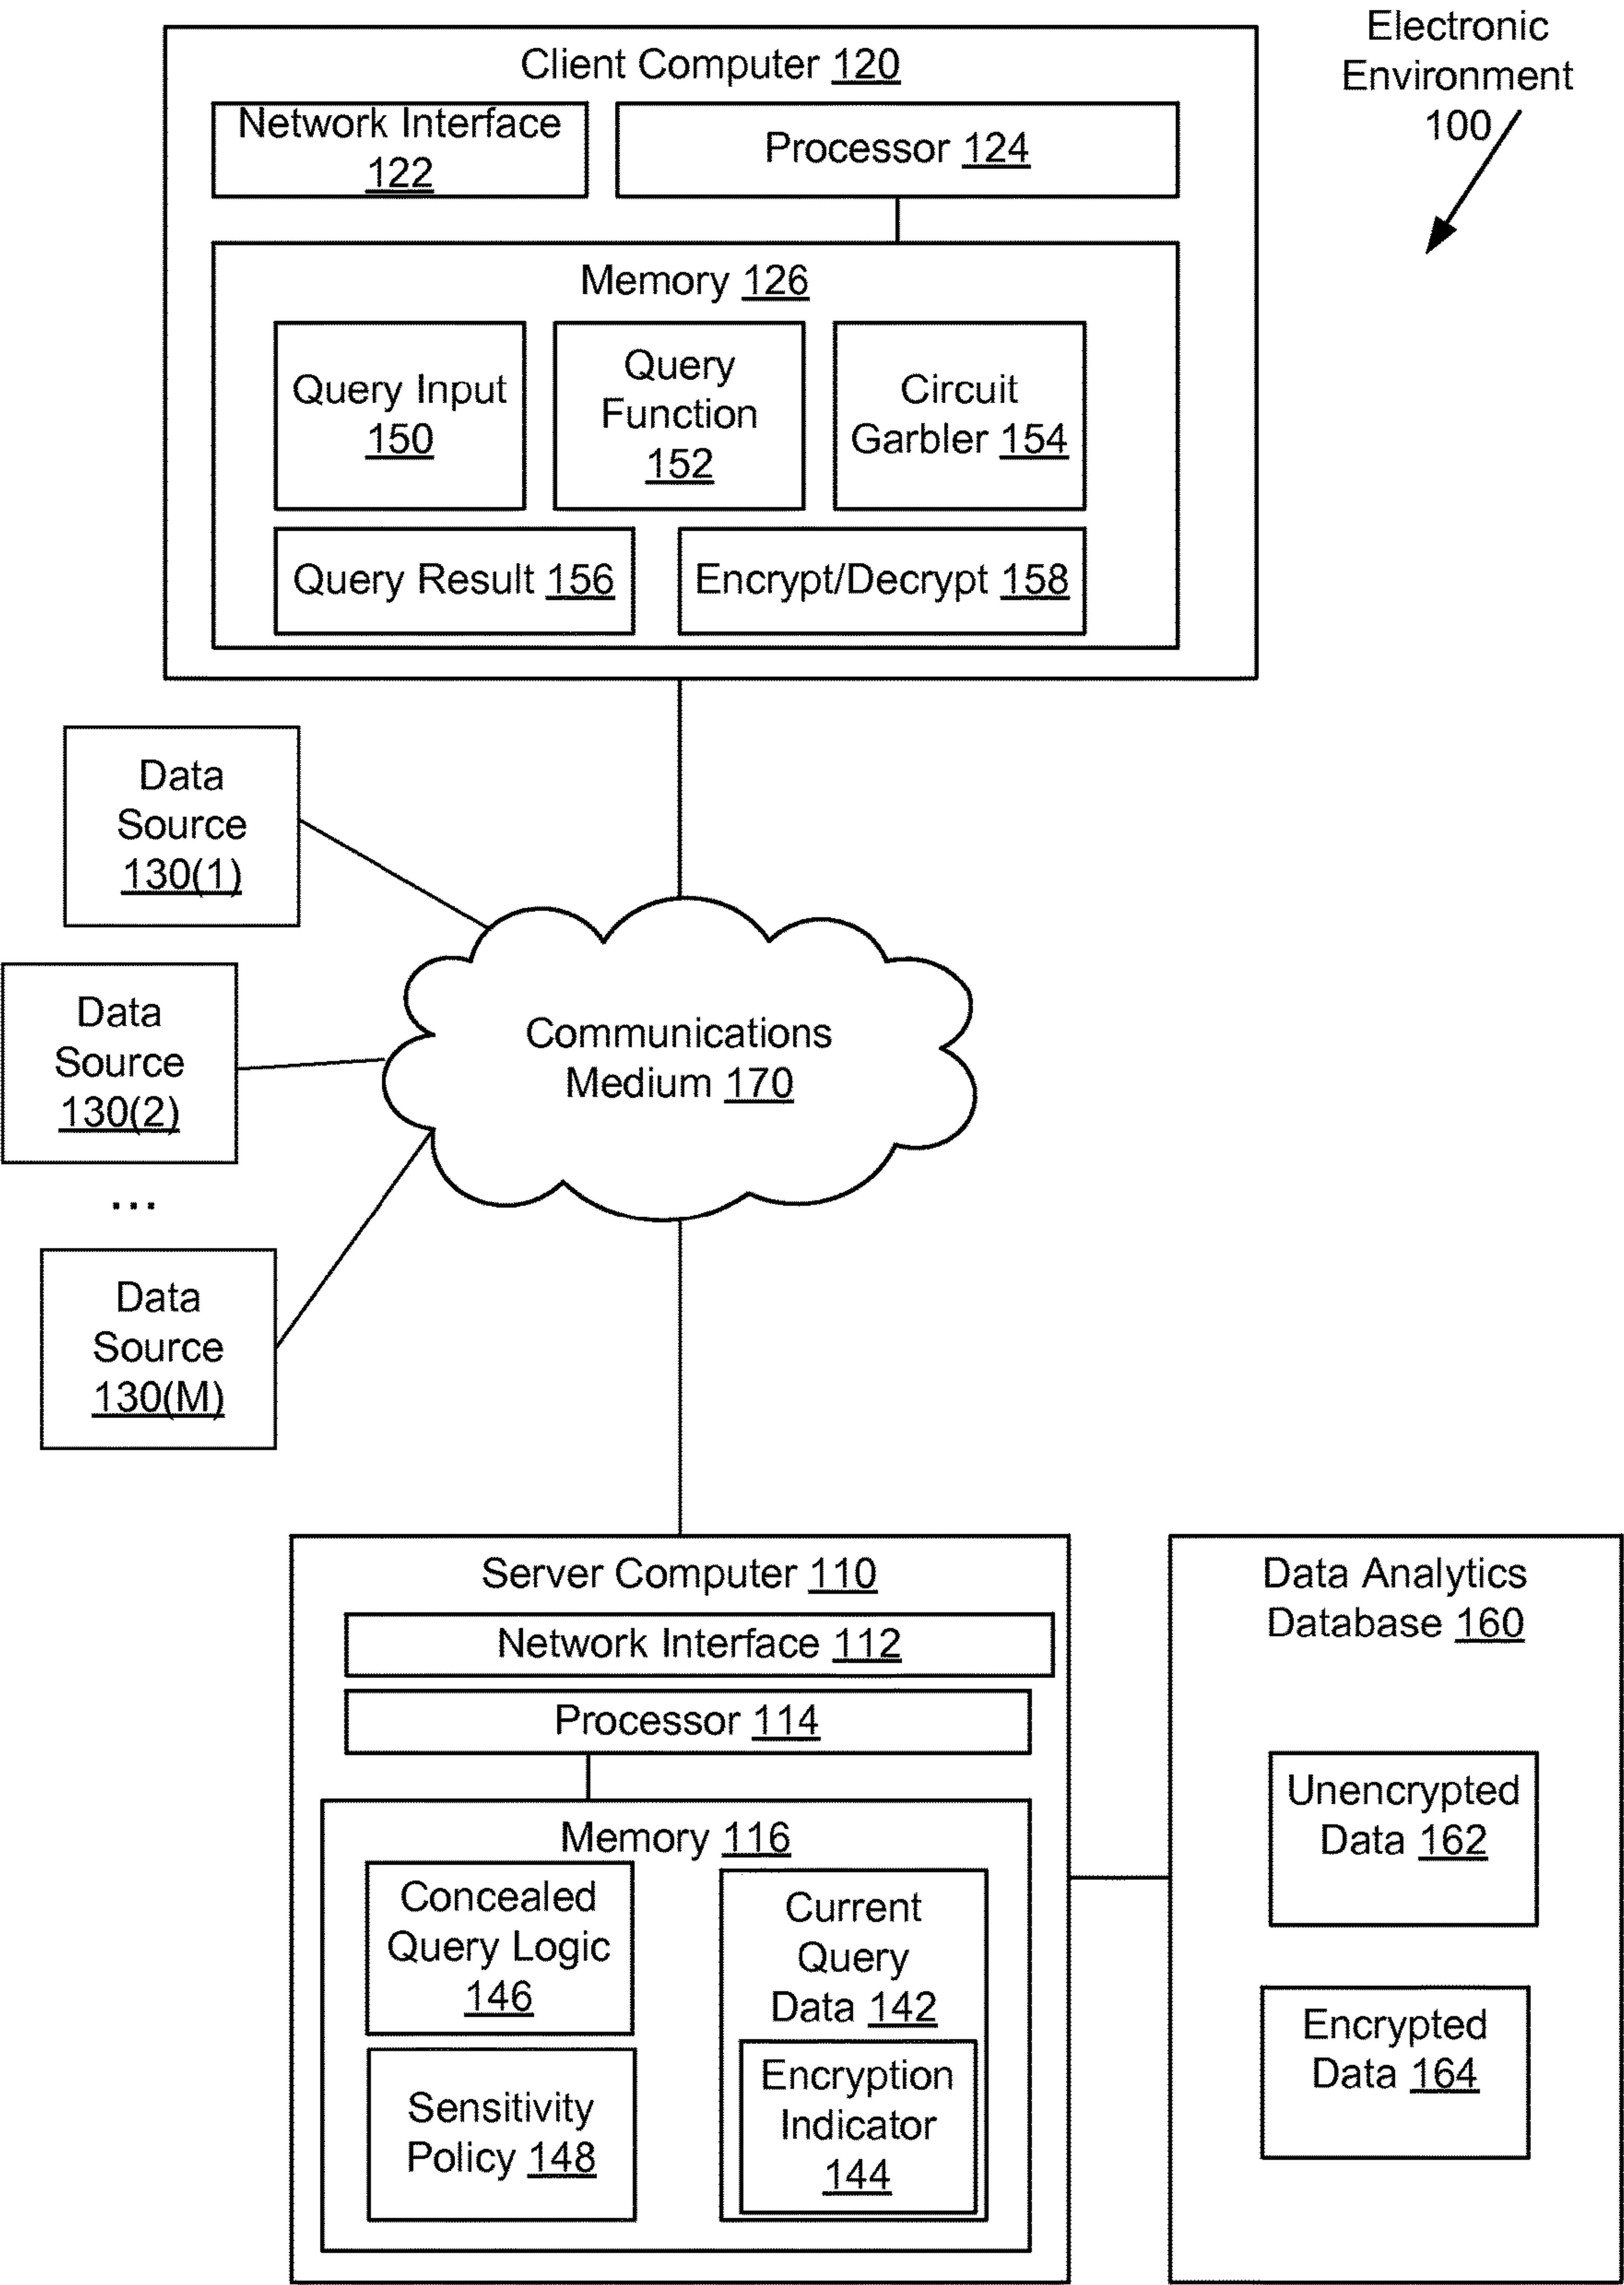 Electronic
Environment
100
Client Computer 120
Network Interface
122
Processor 124
Memory 126
Query Input
150
Query
Function
152
Circuit
Garbler 154
Query Result 156
Encrypt/Decrypt 158
Data
Source
130(1)
Data
Source
130(2)
...
Data
Source
130(M)
Communications
Medium 170
Server Computer 110
Network Interface 112
Processor 114
Memory 116
Concealed
Query Logic
146
Sensitivity
Policy 148
Current
Query
Data 142
Encryption
Indicator
144
Data Analytics
Database 160
Unencrypted
Data 162
Encrypted
Data 164